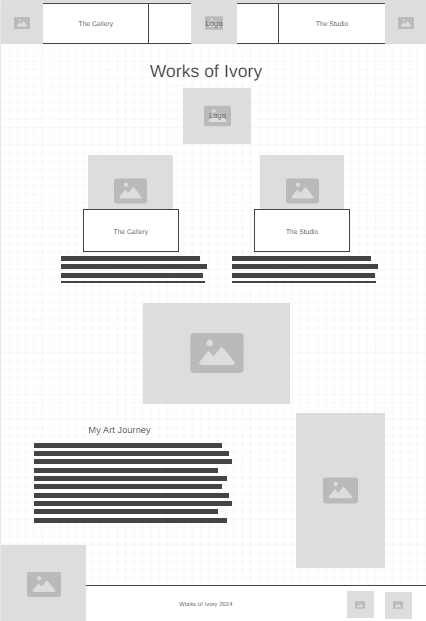 The Gallery
Logo
The Studio
Works of Ivory
Logo
The Gallery
The Studio
My Art Journey
Works of Ivory 2024